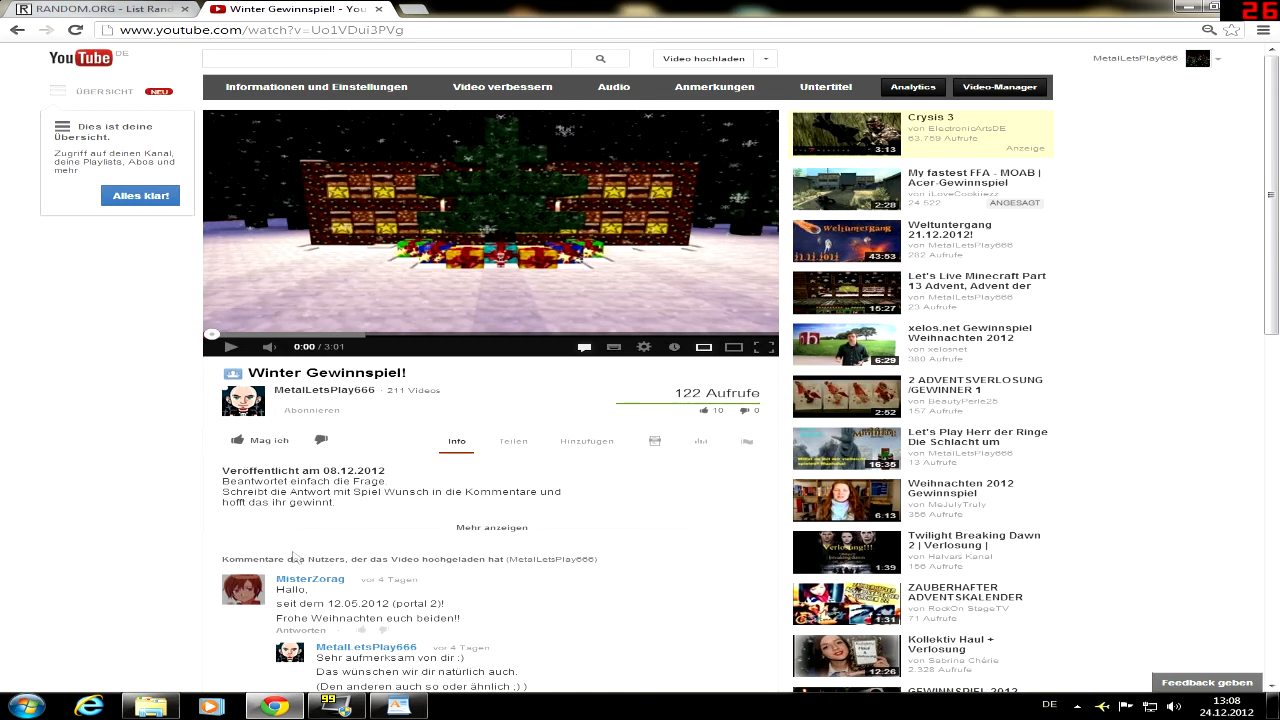 RANDOM.ORG - List Rand
Winter Gewinnspiel! - You
26
www.youtube.com/watch?v=Uo1VDui3PVg
YouTube DE
Video hochladen
MetalLetsPlay666
ÜBERSICHT NEU
Informationen und Einstellungen
Video verbessern
Audio
Anmerkungen
Untertitel
Analytics
Video-Manager
Dies ist deine
Übersicht.
Zugriff auf deinen Kanal,
deine Playlists, Abos und
mehr
Alles klar!
0:00 / 3:01
Winter Gewinnspiel!
MetalLetsPlay666 · 211 Videos
Abonnieren
122 Aufrufe
10 0
Mag ich
Info
Teilen
Hinzufügen
Veröffentlicht am 08.12.2012
Beantwortet einfach die Frage.
Schreibt die Antwort mit Spiel Wunsch in die Kommentare und
hofft das ihr gewinnt.
Mehr anzeigen
Kommentare des Nutzers, der das Video hochgeladen hat (MetalLetsPlay666)
MisterZorag vor 4 Tagen
Hallo,
seit dem 12.05.2012 (portal 2)!
Frohe Weihnachten euch beiden!!
Antworten ·
MetalLetsPlay666 vor 4 Tagen
Sehr aufmerksam von dir :)
Das wünschen wir dir natürlich auch.
(Den anderen auch so oder ähnlich ;) )
3:13
Crysis 3
von ElectronicArtsDE
63.759 Aufrufe
Anzeige
2:28
My fastest FFA - MOAB |
Acer-Gewinnspiel
von iLoveCookiiezz
24 522
ANGESAGT
Weltuntergang
21.12.2012
43:53
Weltuntergang
21.12.2012!
von MetalLetsPlay666
282 Aufrufe
15:27
Let's Live Minecraft Part
13 Advent, Advent der
von MetalLetsPlay666
23 Aufrufe
6:29
xelos.net Gewinnspiel
Weihnachten 2012
von xelosnet
380 Aufrufe
2:52
2 ADVENTSVERLOSUNG
/GEWINNER 1
von BeautyPerle25
157 Aufrufe
16:35
Let's Play Herr der Ringe
Die Schlacht um
von MetalLetsPlay666
13 Aufrufe
6:13
Weihnachten 2012
Gewinnspiel
von MeJulyTruly
356 Aufrufe
Verlosung!!!
1:39
Twilight Breaking Dawn
2 | Verlosung |
von Halvars Kanal
156 Aufrufe
1:31
ZAUBERHAFTER
ADVENTSKALENDER
von RockOn StageTV
71 Aufrufe
12:26
Kollektiv Haul +
Verlosung
von Sabrina Chérie
2.328 Aufrufe
GEWINNSPIEL 2012
Feedback geben
99
DE
13:08
24.12.2012